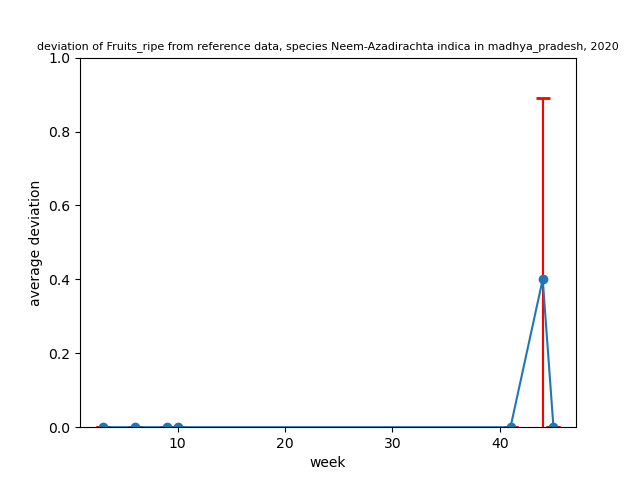 deviation of Fruits_ripe from reference data, species Neem-Azadirachta indica in madhya_pradesh, 2020
1.0
0.8
0.6
0.4
0.2
0.0
average deviation
10 20 30 40
week